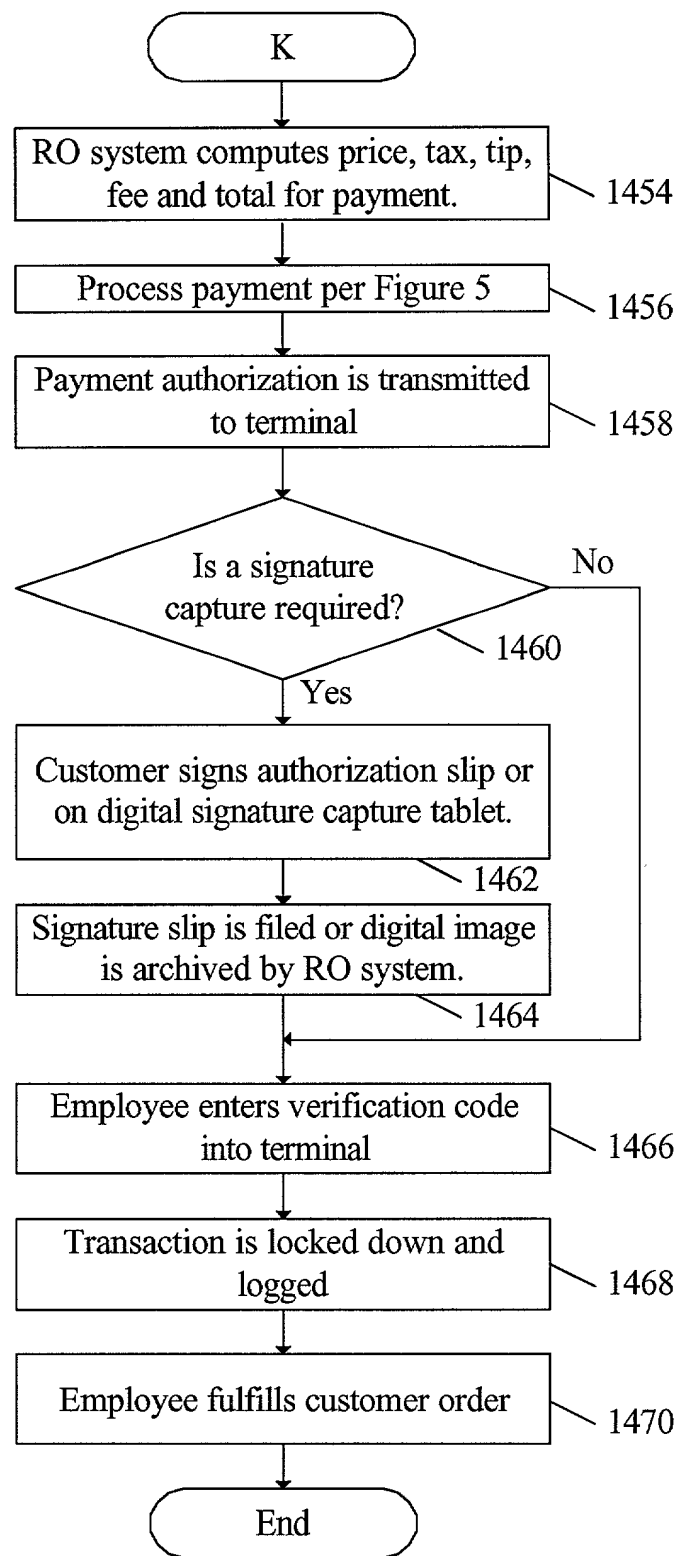 K
RO system computes price, tax, tip,
fee and total for payment.
1454
Process payment per Figure 5
1456
Payment authorization is transmitted
to terminal
1458
Is a signature
capture required?
No
1460
Yes
Customer signs authorization slip or
on digital signature capture tablet.
1462
Signature slip is filed or digital image
is archived by RO system.
1464
Employee enters verification code
into terminal
1466
Transaction is locked down and
logged
1468
Employee fulfills customer order
1470
End